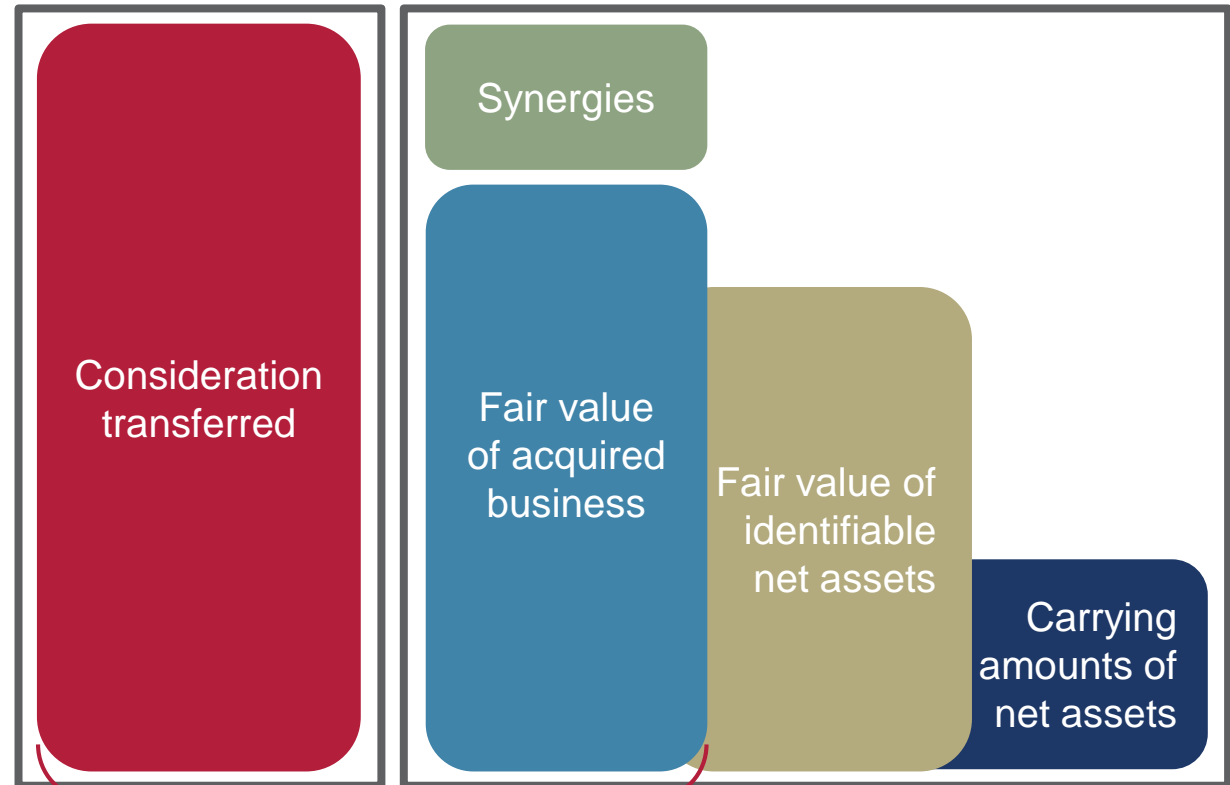 Consideration
transferred
Synergies
Fair value
of acquired
business
Fair value of
identifiable
net assets
Carrying
amounts of
net assets